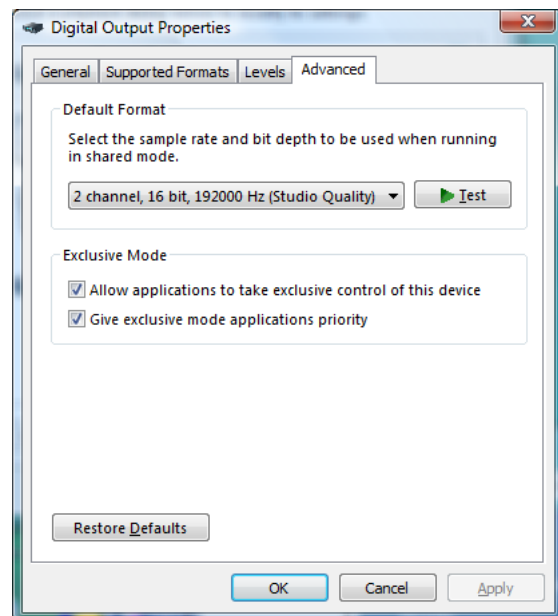 Digital Output Properties
General Supported Formats Levels Advanced
Default Format
Select the sample rate and bit depth to be used when running
in shared mode.
2 channel, 16 bit, 192000 Hz (Studio Quality) Test
Exclusive Mode
Allow applications to take exclusive control of this device
Give exclusive mode applications priority
Restore Defaults
OK Cancel Apply